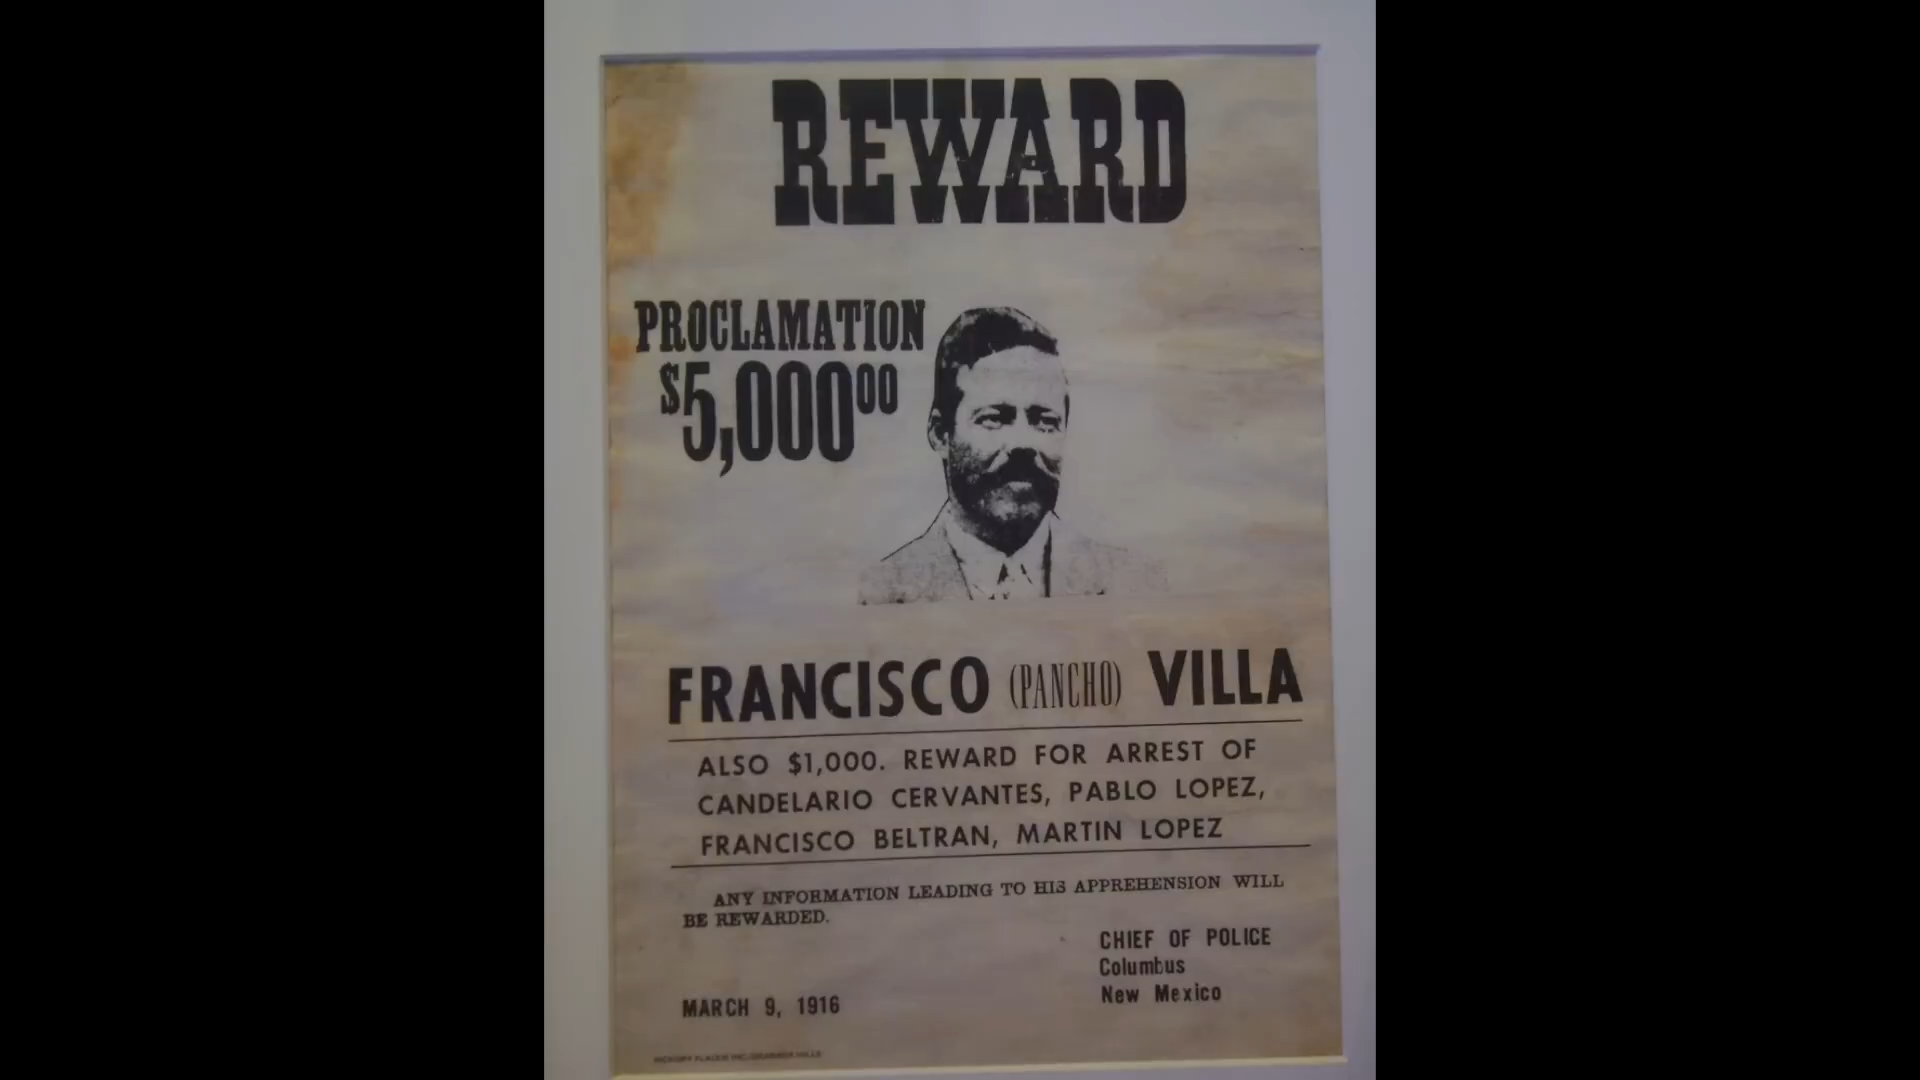 REWARD
PROCLAMATION
$5,000⁰⁰
FRANCISCO (PANCHO) VILLA
ALSO $1,000. REWARD FOR ARREST OF
CANDELARIO CERVANTES, PABLO LOPEZ,
FRANCISCO BELTRAN, MARTIN LOPEZ
ANY INFORMATION LEADING TO HIS APPREHENSION WILL
BE REWARDED.
CHIEF OF POLICE
Columbus
New Mexico
MARCH 9, 1916